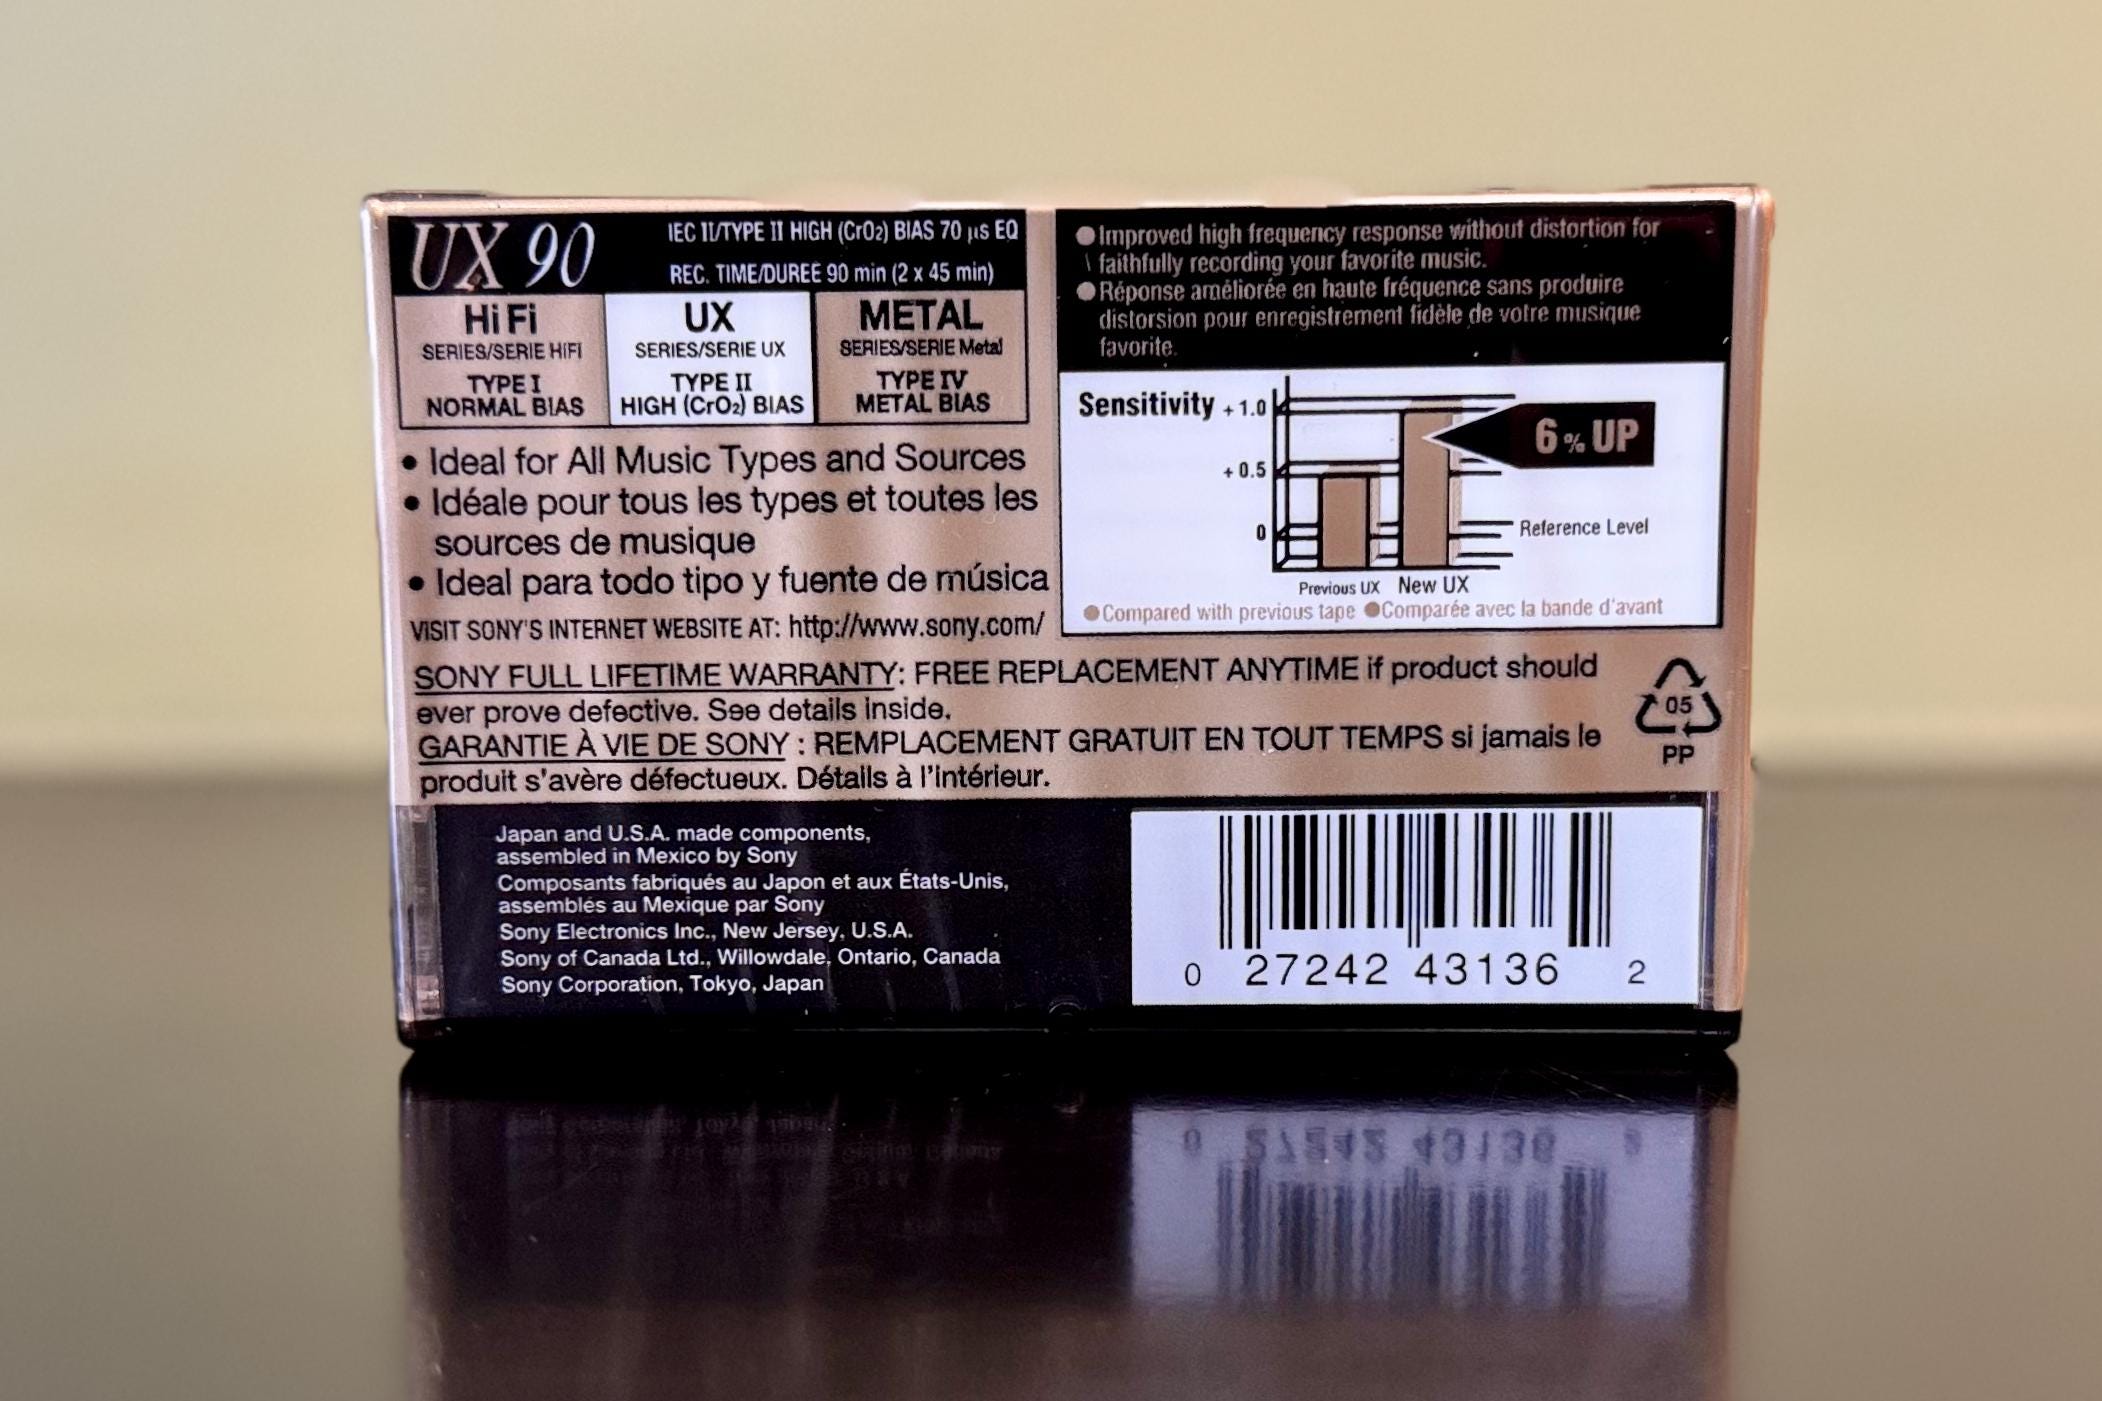 UX 90
IEC II/TYPE II HIGH (CrO2) BIAS 70 µs EQ
REC. TIME/DUREE 90 min (2 x 45 min)
Hi Fi
SERIES/SERIE HiFi
TYPE I
NORMAL BIAS
UX
SERIES/SERIE UX
TYPE II
HIGH (CrO2) BIAS
METAL
SERIES/SERIE Metal
TYPE IV
METAL BIAS
• Ideal for All Music Types and Sources
• Idéale pour tous les types et toutes les
sources de musique
• Ideal para todo tipo y fuente de música
VISIT SONY'S INTERNET WEBSITE AT: http://www.sony.com/
● Improved high frequency response without distortion for
faithfully recording your favorite music.
● Réponse améliorée en haute fréquence sans produire
distorsion pour enregistrement fidèle de votre musique
favorite.
Sensitivity
+ 1.0
+ 0.5
0
6% UP
Reference Level
Previous UX
New UX
● Compared with previous tape ● Comparée avec la bande d'avant
SONY FULL LIFETIME WARRANTY: FREE REPLACEMENT ANYTIME if product should
ever prove defective. See details inside.
GARANTIE À VIE DE SONY : REMPLACEMENT GRATUIT EN TOUT TEMPS si jamais le
produit s'avère défectueux. Détails à l'intérieur.
05
PP
Japan and U.S.A. made components,
assembled in Mexico by Sony
Composants fabriqués au Japon et aux États-Unis,
assemblés au Mexique par Sony
Sony Electronics Inc., New Jersey, U.S.A.
Sony of Canada Ltd., Willowdale, Ontario, Canada
Sony Corporation, Tokyo, Japan
0 27242 43136 2